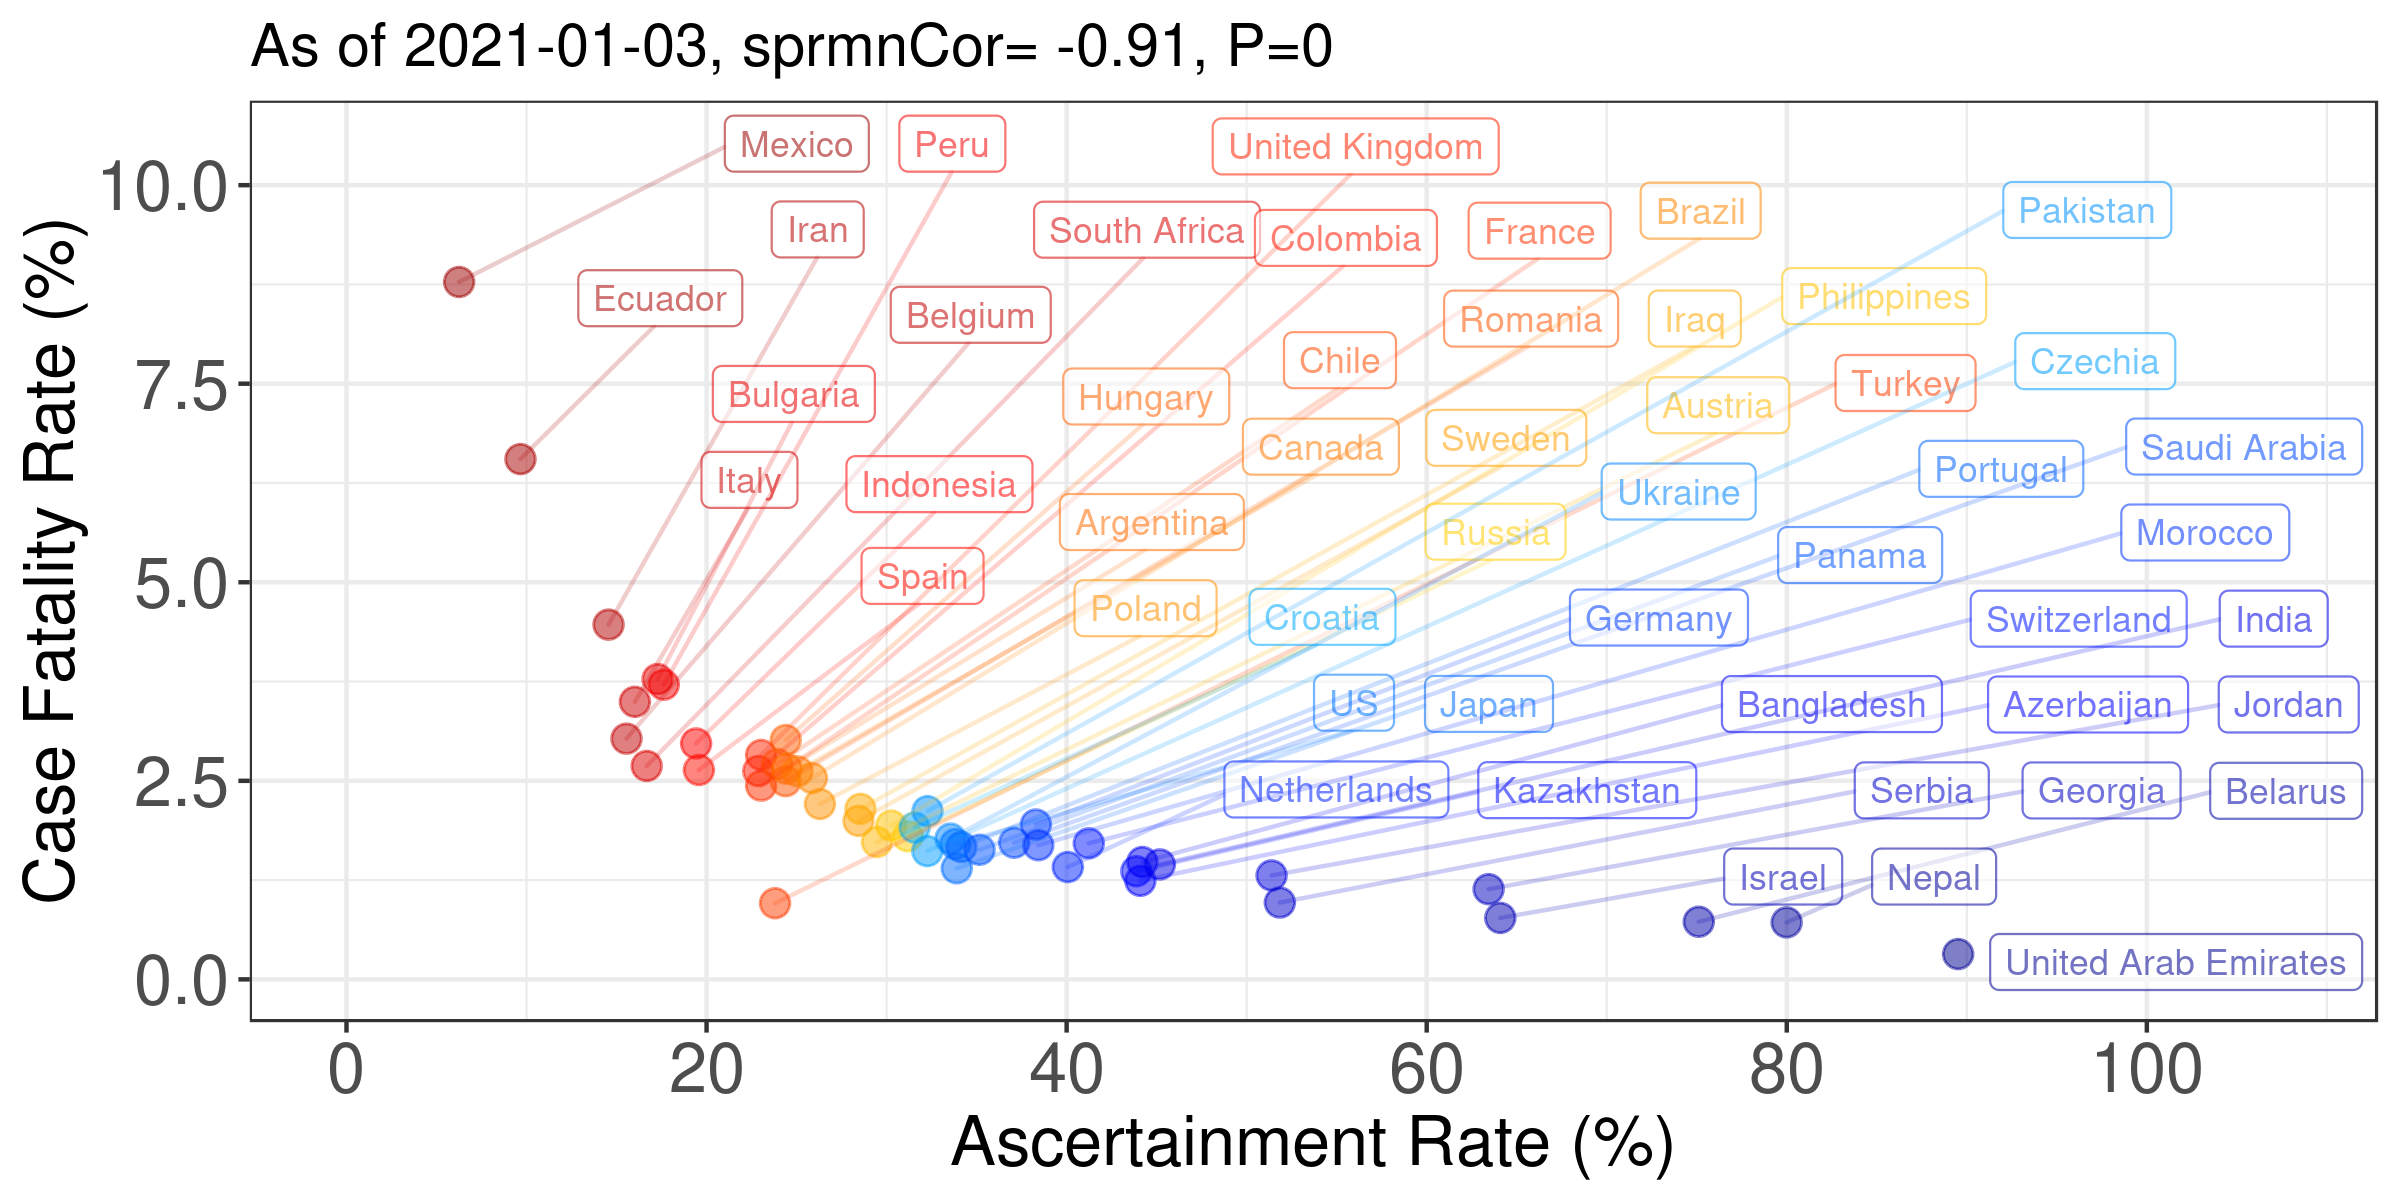 As of 2021-01-03, sprmnCor= -0.91, P=0
Case Fatality Rate (%)
10.0
7.5
5.0
2.5
0.0
Mexico
Peru
United Kingdom
Iran
South Africa
Colombia
France
Brazil
Pakistan
Ecuador
Belgium
Romania
Iraq
Philippines
Bulgaria
Hungary
Chile
Canada
Sweden
Austria
Turkey
Czechia
Italy
Indonesia
Argentina
Russia
Ukraine
Portugal
Saudi Arabia
Spain
Poland
Croatia
Germany
Panama
Morocco
US
Japan
Switzerland
India
Bangladesh
Azerbaijan
Jordan
Netherlands
Kazakhstan
Serbia
Georgia
Belarus
Israel
Nepal
United Arab Emirates
0
20
40
60
80
100
Ascertainment Rate (%)